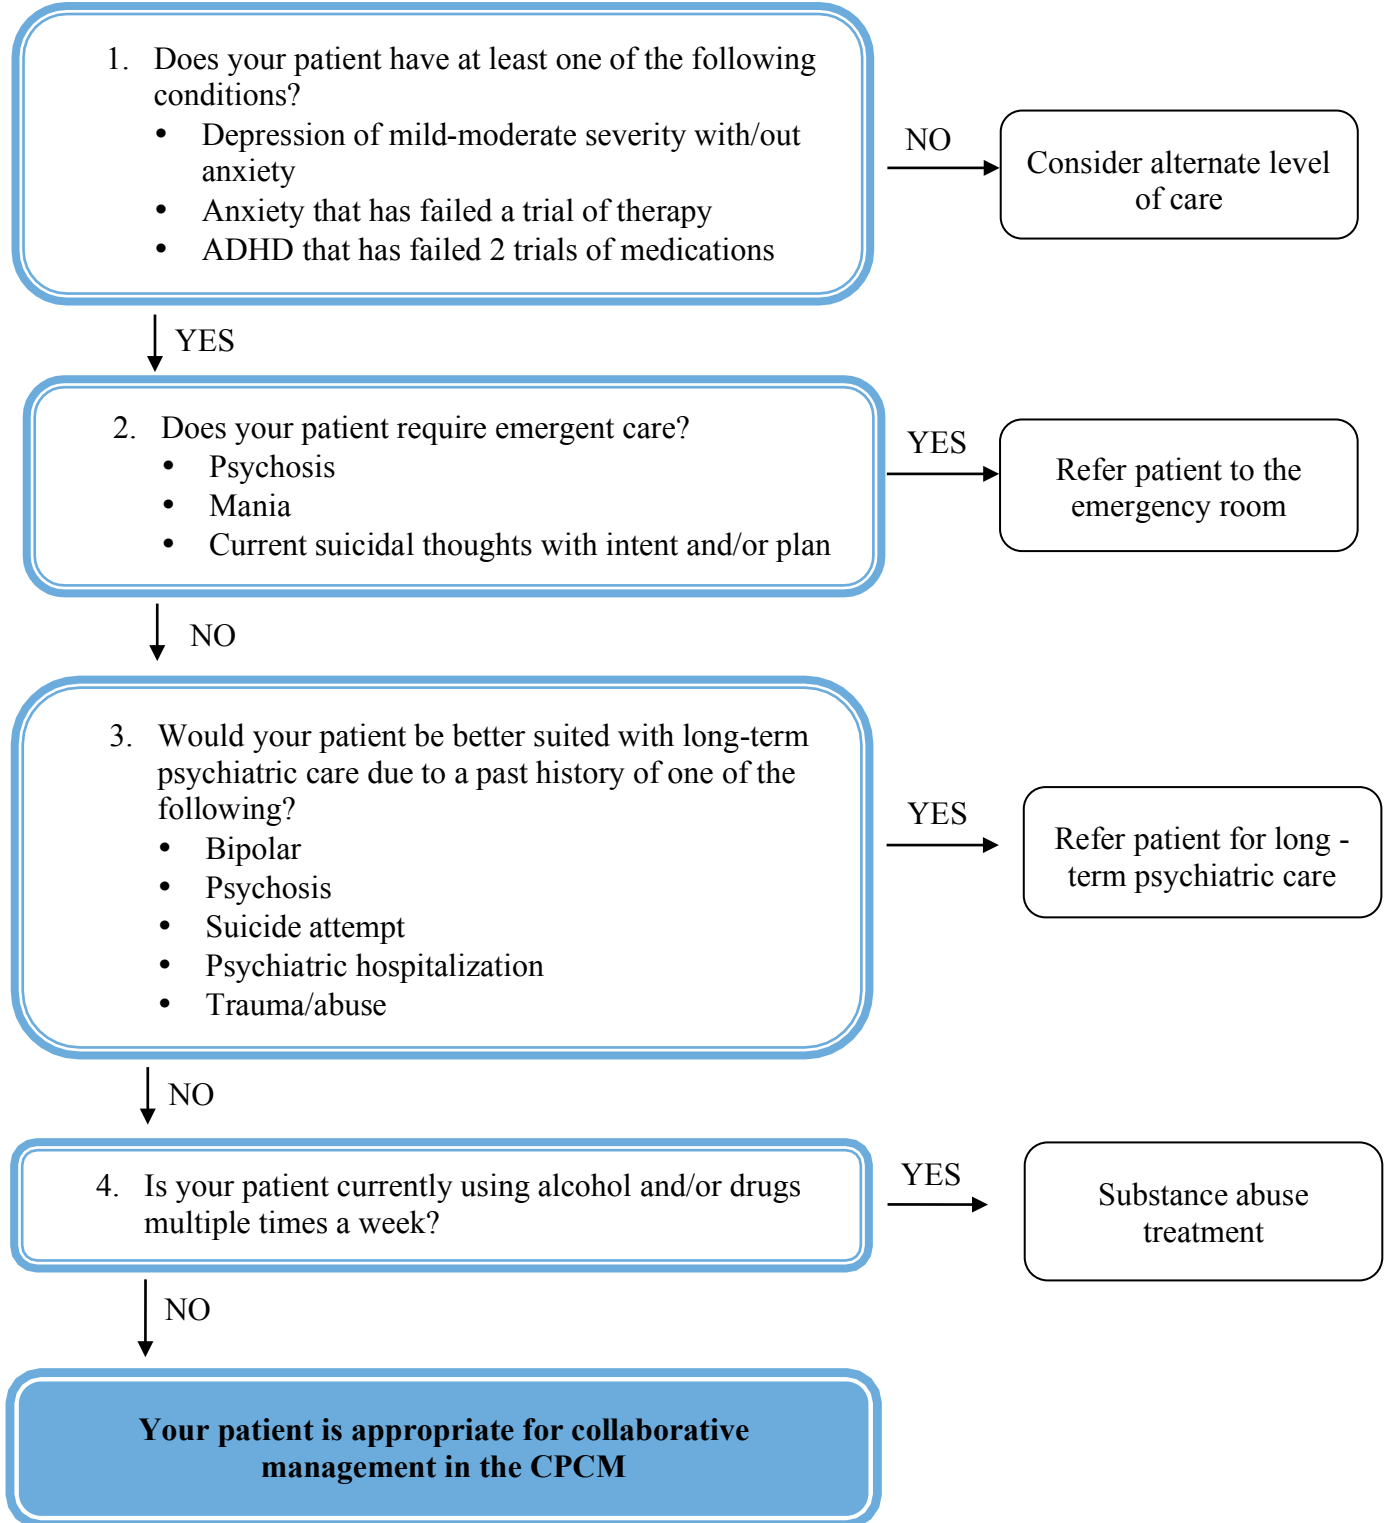 1. Does your patient have at least one of the following
conditions?
• Depression of mild-moderate severity with/out
anxiety
• Anxiety that has failed a trial of therapy
• ADHD that has failed 2 trials of medications
NO
Consider alternate level
of care
YES
2. Does your patient require emergent care?
• Psychosis
• Mania
• Current suicidal thoughts with intent and/or plan
YES
Refer patient to the
emergency room
NO
3. Would your patient be better suited with long-term
psychiatric care due to a past history of one of the
following?
• Bipolar
• Psychosis
• Suicide attempt
• Psychiatric hospitalization
• Trauma/abuse
YES
Refer patient for long -
term psychiatric care
NO
4. Is your patient currently using alcohol and/or drugs
multiple times a week?
YES
Substance abuse
treatment
NO
Your patient is appropriate for collaborative
management in the CPCM